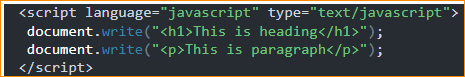 <script language="javascript" type="text/javascript">
document.write("<h1>This is heading</h1>");
document.write("<p>This is paragraph</p>");
</script>